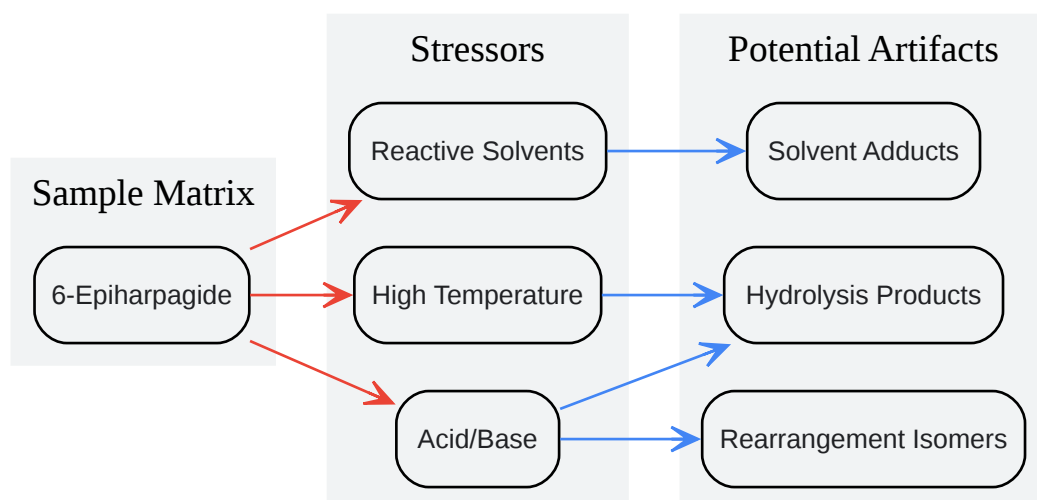 Sample Matrix
6-Epiharpagide
Stressors
Reactive Solvents
High Temperature
Acid/Base
Potential Artifacts
Solvent Adducts
Hydrolysis Products
Rearrangement Isomers